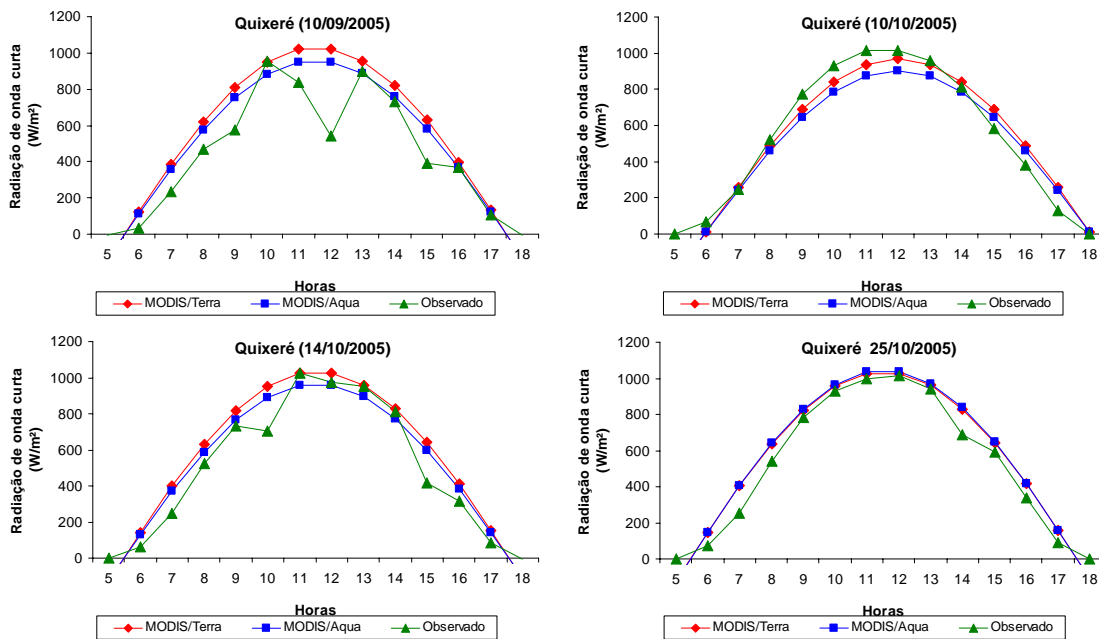 Quixeré (10/09/2005)
Radiação de onda curta
(W/m²)
1200
1000
800
600
400
200
0
5 6 7 8 9 10 11 12 13 14 15 16 17 18
Horas
MODIS/Terra MODIS/Aqua Observado
Quixeré (10/10/2005)
Radiação de onda curta
(W/m²)
1200
1000
800
600
400
200
0
5 6 7 8 9 10 11 12 13 14 15 16 17 18
Horas
MODIS/Terra MODIS/Aqua Observado
Quixeré (14/10/2005)
Radiação de onda curta
(W/m²)
1200
1000
800
600
400
200
0
5 6 7 8 9 10 11 12 13 14 15 16 17 18
Horas
MODIS/Terra MODIS/Aqua Observado
Quixeré 25/10/2005)
Radiação de onda curta
(W/m²)
1200
1000
800
600
400
200
0
5 6 7 8 9 10 11 12 13 14 15 16 17 18
Horas
MODIS/Terra MODIS/Aqua Observado